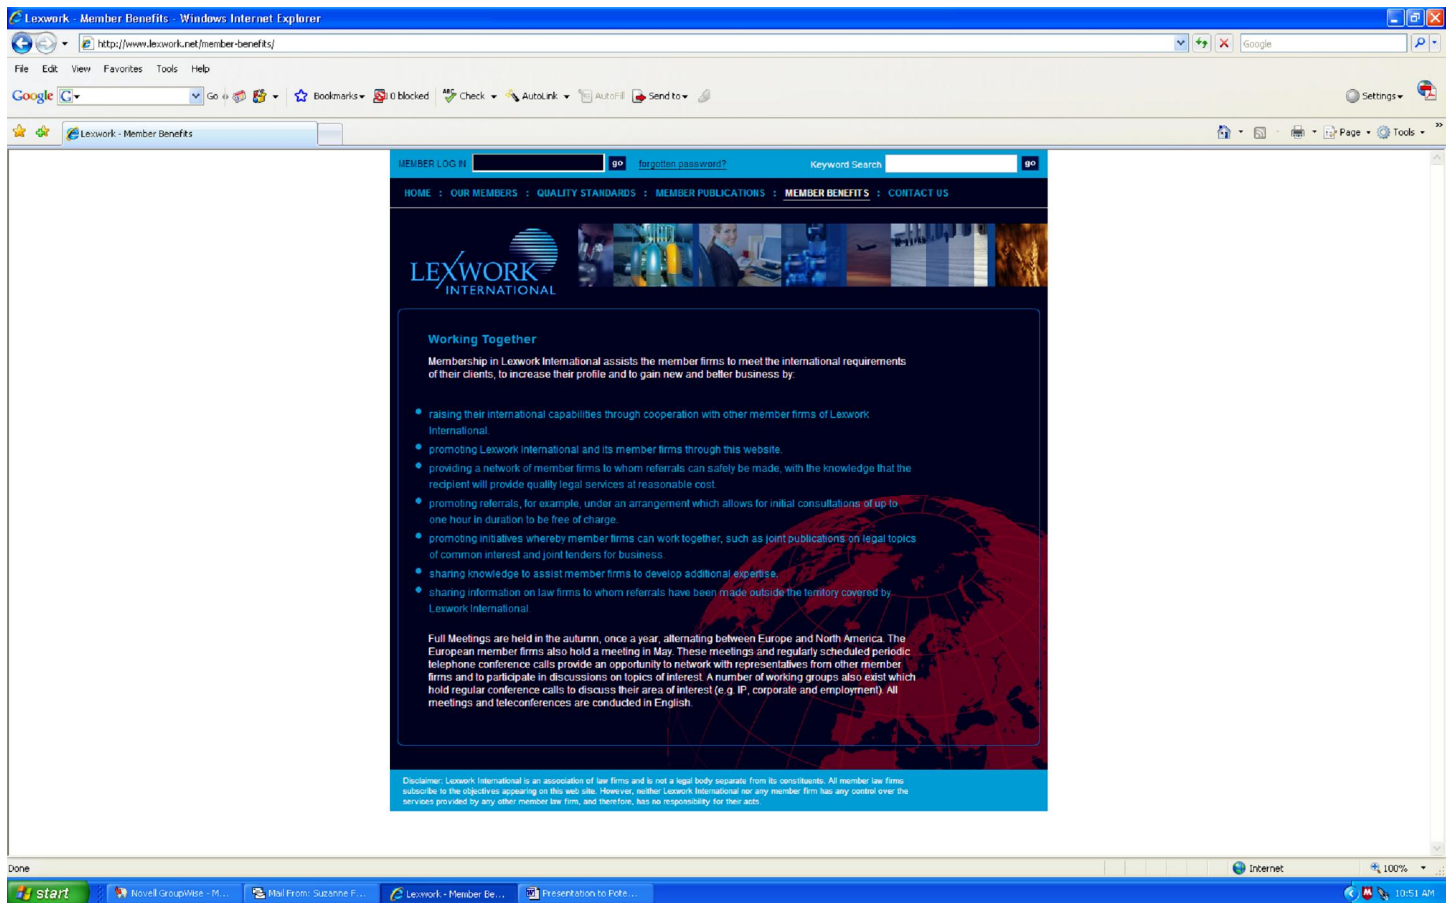 Lexwork - Member Benefits - Windows Internet Explorer
http://www.lexwork.net/member-benefits/
Google
File Edit View Favorites Tools Help
Google G Go Bookmarks 0 blocked Check AutoLink AutoFill Send to Settings
Lexwork - Member Benefits Page Tools
MEMBER LOG IN go forgotten password? Keyword Search go
HOME : OUR MEMBERS : QUALITY STANDARDS : MEMBER PUBLICATIONS : MEMBER BENEFITS : CONTACT US
LEXWORK
INTERNATIONAL
Working Together
Membership in Lexwork International assists the member firms to meet the international requirements
of their clients, to increase their profile and to gain new and better business by:
raising their international capabilities through cooperation with other member firms of Lexwork
International.
promoting Lexwork International and its member firms through this website.
providing a network of member firms to whom referrals can safely be made, with the knowledge that the
recipient will provide quality legal services at reasonable cost.
promoting referrals, for example, under an arrangement which allows for initial consultations of up to
one hour in duration to be free of charge.
promoting initiatives whereby member firms can work together, such as joint publications on legal topics
of common interest and joint tenders for business.
sharing knowledge to assist member firms to develop additional expertise.
sharing information on law firms to whom referrals have been made outside the territory covered by
Lexwork International
Full Meetings are held in the autumn, once a year, alternating between Europe and North America. The
European member firms also hold a meeting in May. These meetings and regularly scheduled periodic
telephone conference calls provide an opportunity to network with representatives from other member
firms and to participate in discussions on topics of interest. A number of working groups also exist which
hold regular conference calls to discuss their area of interest (e.g. IP, corporate and employment). All
meetings and teleconferences are conducted in English.
Disclaimer: Lexwork International is an association of law firms and is not a legal body separate from its constituents. All member law firms
subscribe to the objectives appearing on this web site. However, neither Lexwork International nor any member firm has any control over the
services provided by any other member law firm, and therefore, has no responsibility for their acts.
Done Internet 100%
start Novell GroupWise - M... Mail From: Suzanne F... Lexwork - Member Be... Presentation to Pote... 10:51 AM